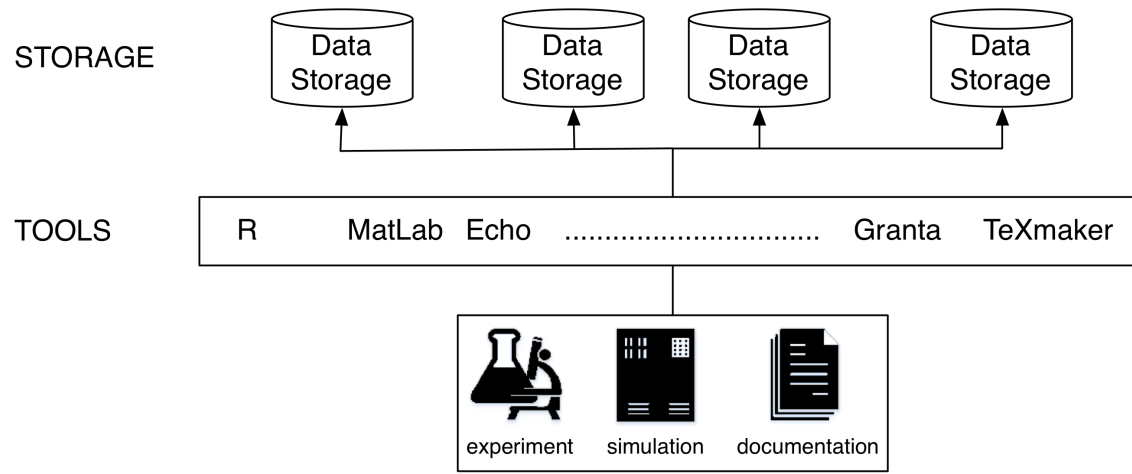 STORAGE
Data
Storage
Data
Storage
Data
Storage
Data
Storage
TOOLS
R MatLab Echo ................................ Granta TeXmaker
experiment simulation documentation